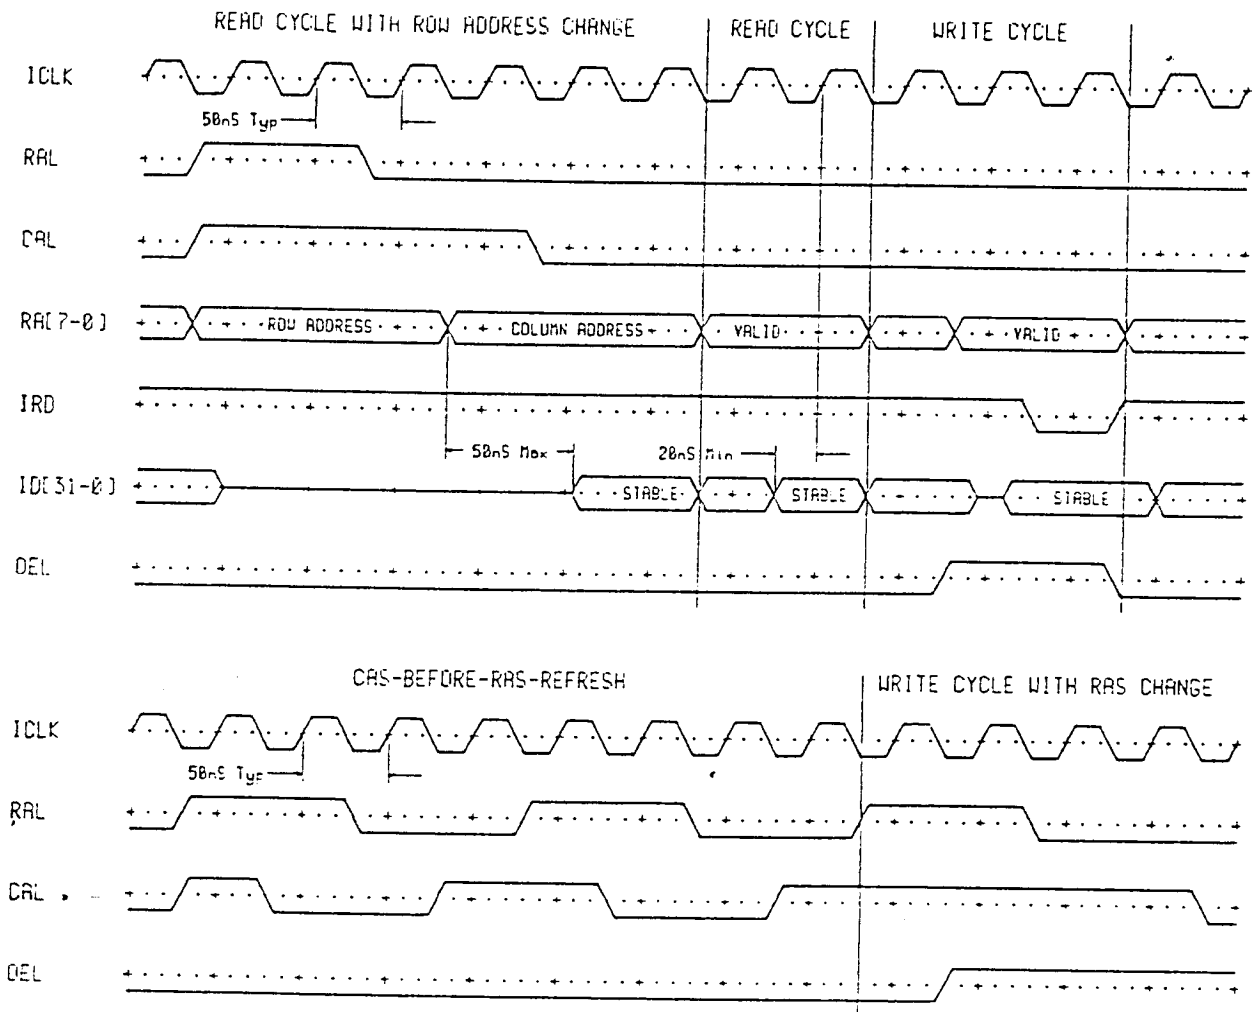 READ CYCLE WITH ROW ADDRESS CHANGE
READ CYCLE
WRITE CYCLE
ICLK
50nS Typ
RAL
CAL
RA[7-0]
ROW ADDRESS
COLUMN ADDRESS
VALID
VALID
IRD
50nS Max
20nS Min
ID[31-0]
STABLE
STABLE
STABLE
OEL
CAS-BEFORE-RAS-REFRESH
WRITE CYCLE WITH RAS CHANGE
ICLK
50nS Typ
RAL
CAL
OEL